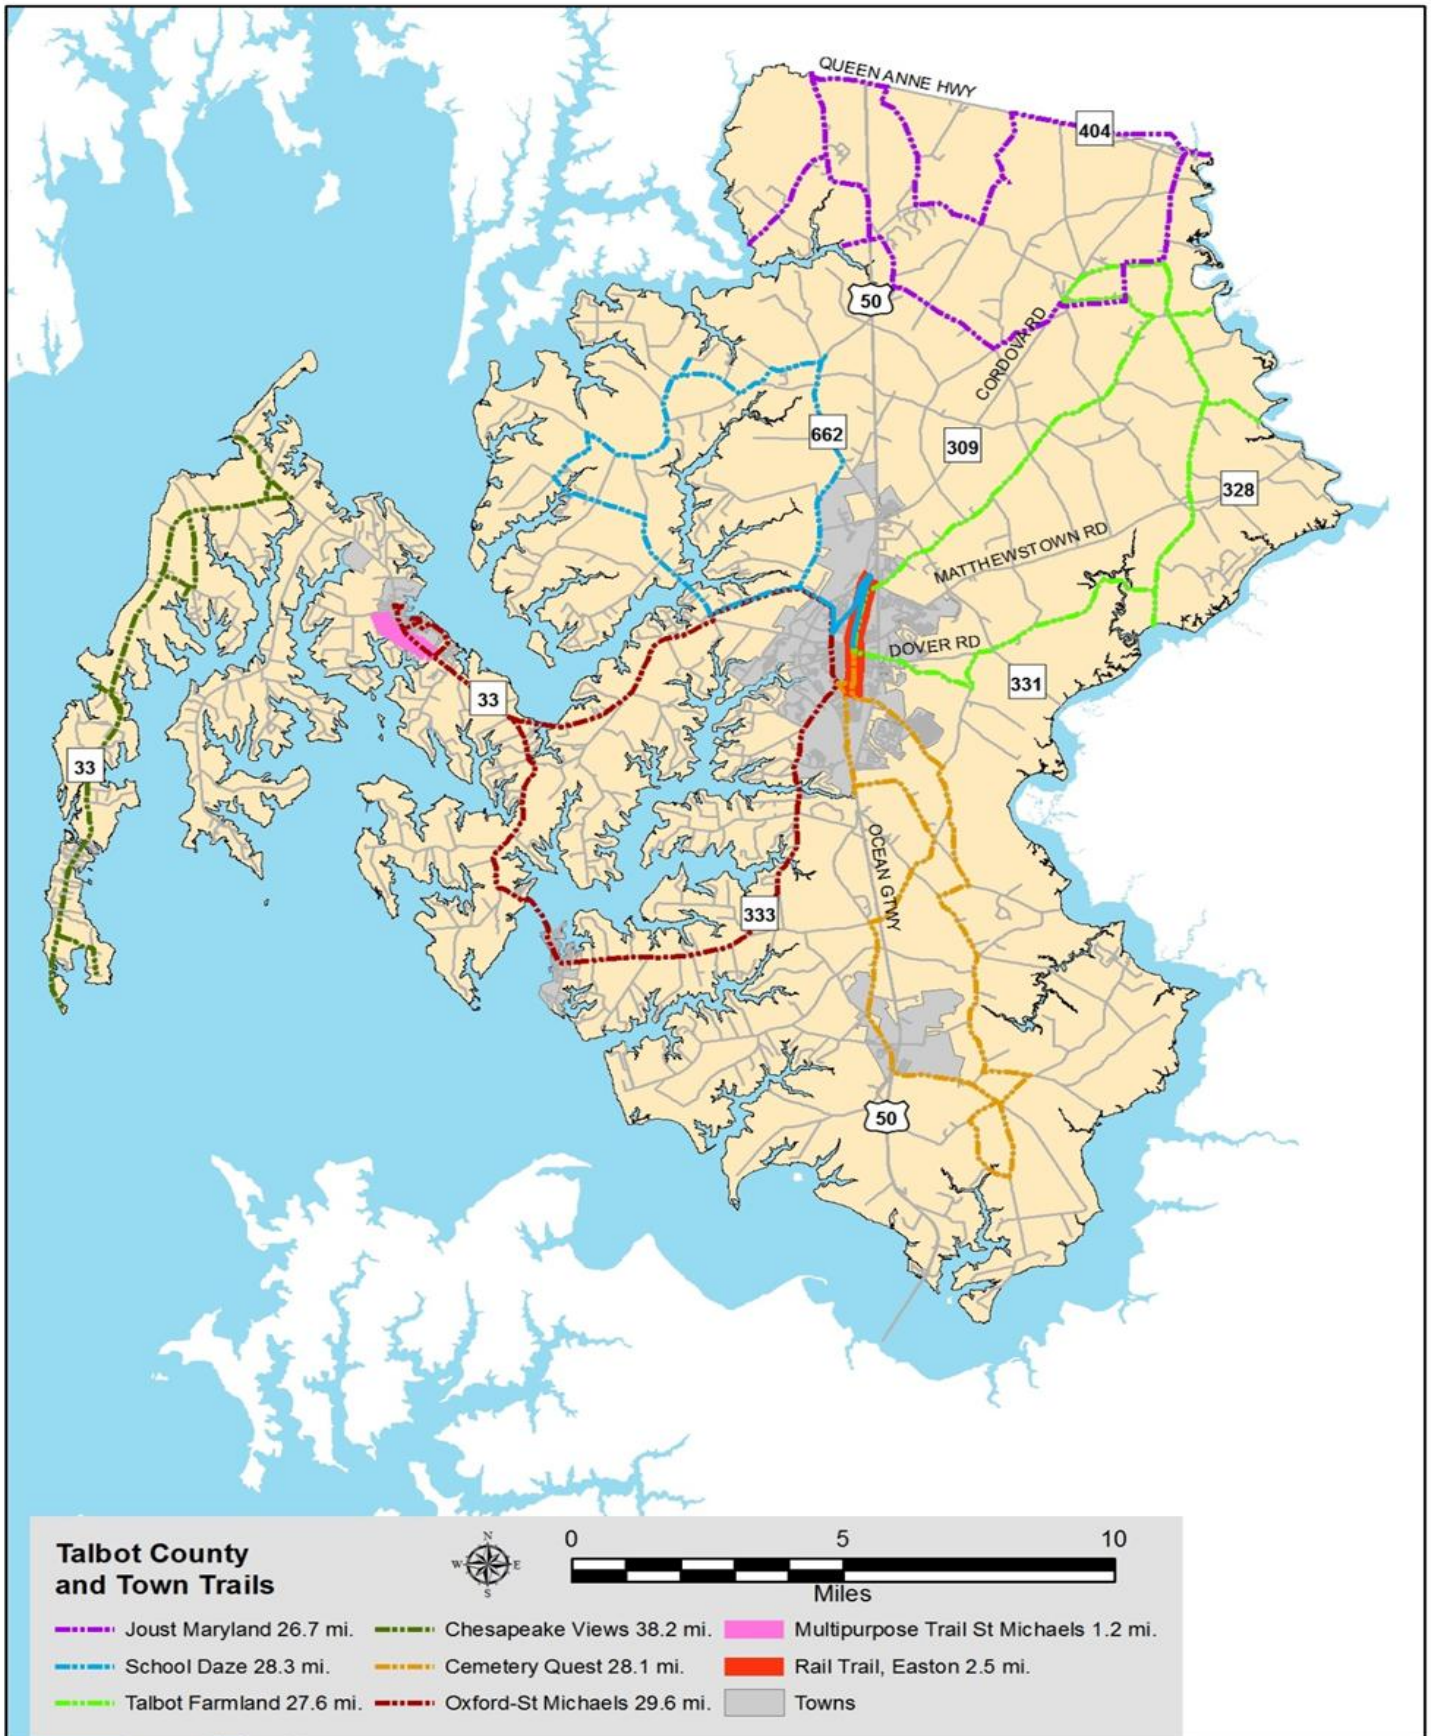 QUEEN ANNE HWY
404
50
CORDOVA RD
662
309
328
MATTHEWSTOWN RD
DOVER RD
331
33
33
OCEAN GTWY
333
50
Talbot County
and Town Trails
N
W E
S
0 5 10
Miles
Joust Maryland 26.7 mi. Chesapeake Views 38.2 mi. Multipurpose Trail St Michaels 1.2 mi.
School Daze 28.3 mi. Cemetery Quest 28.1 mi. Rail Trail, Easton 2.5 mi.
Talbot Farmland 27.6 mi. Oxford-St Michaels 29.6 mi. Towns